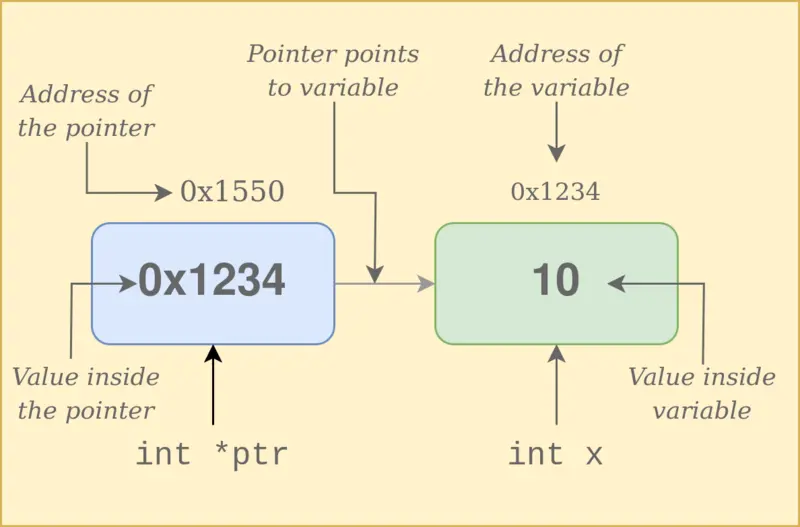 Pointer points
to variable
Address of
the variable
Address of
the pointer
0x1550
0x1234
0x1234
10
Value inside
the pointer
Value inside
variable
int *ptr
int x